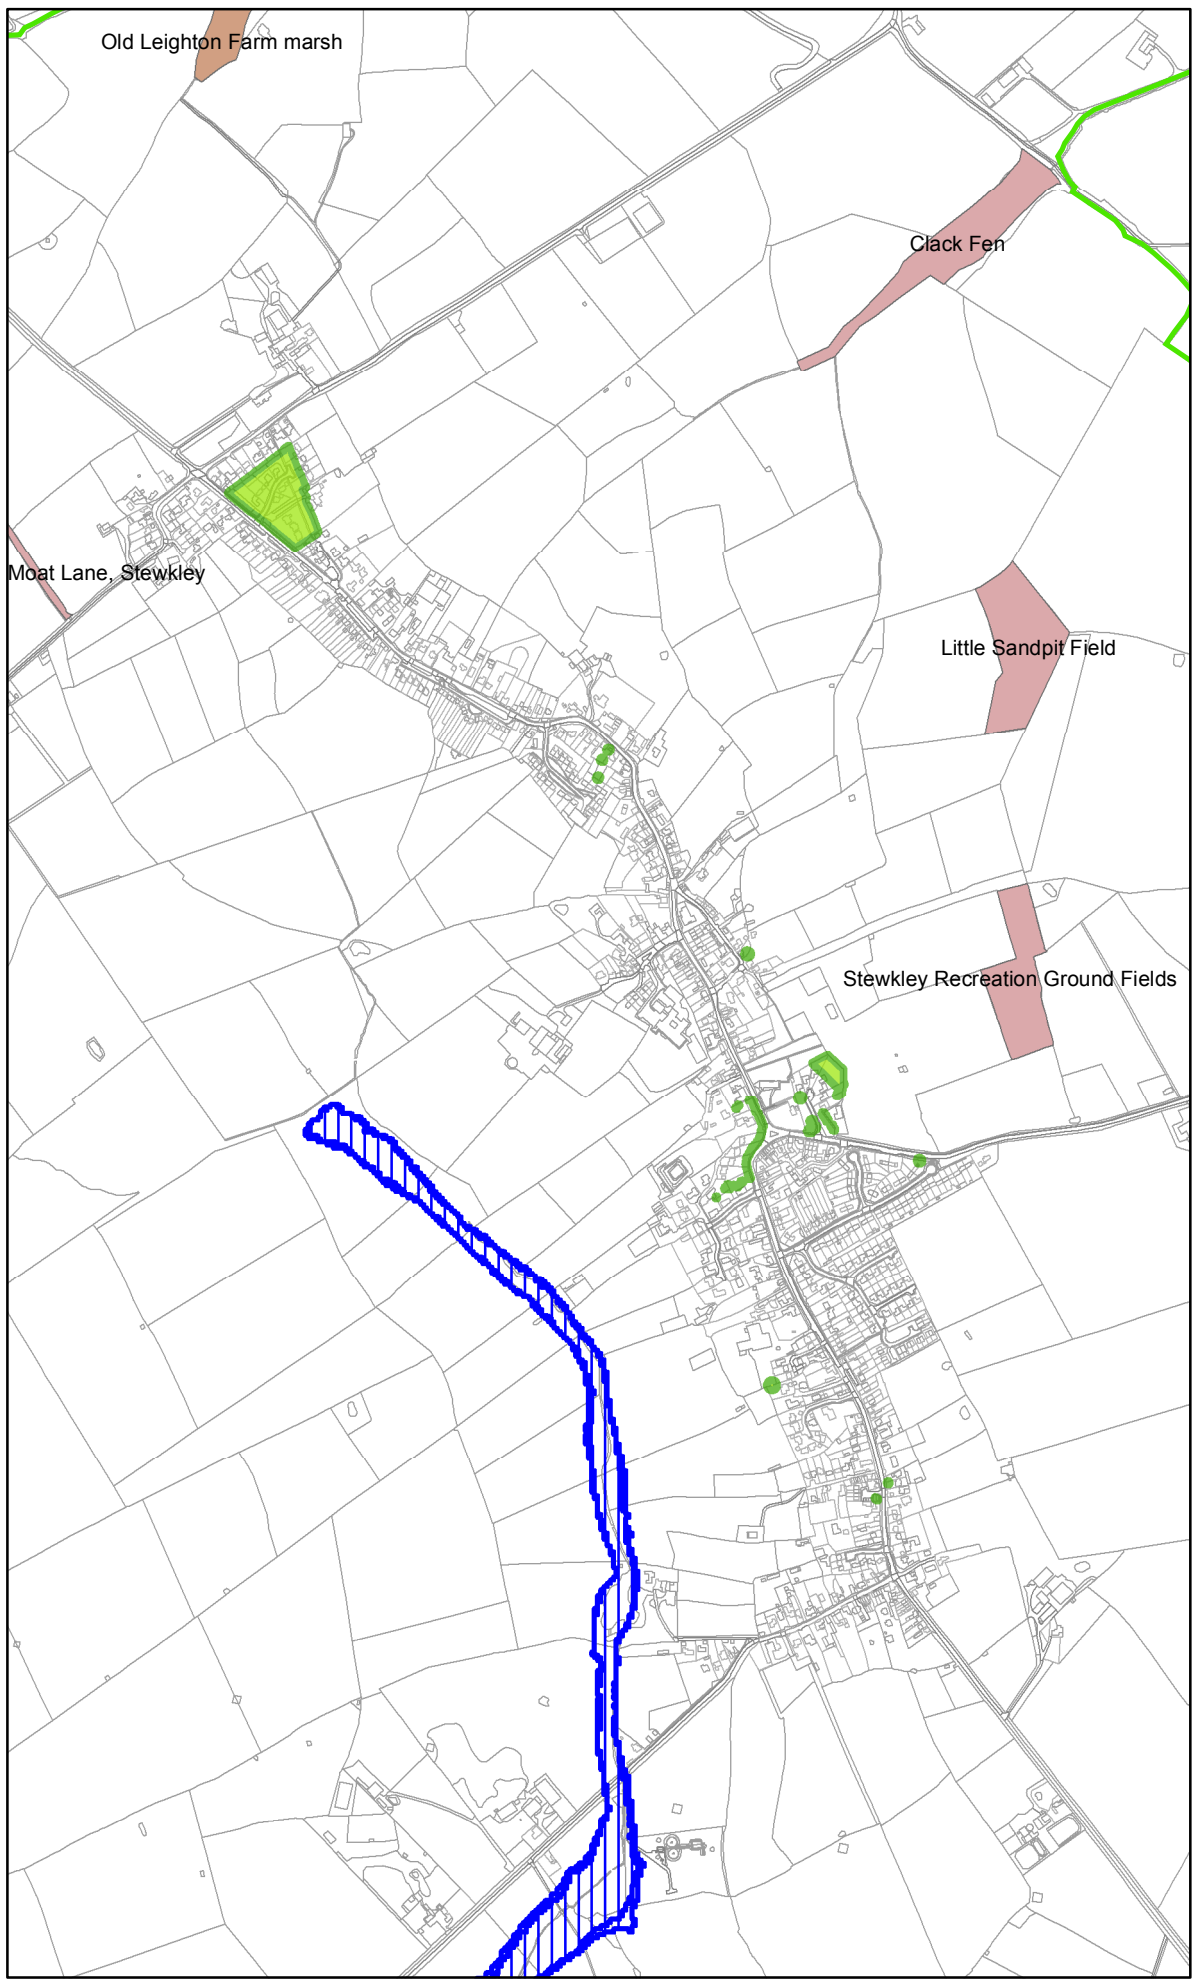 Old Leighton Farm marsh
Clack Fen
Moat Lane, Stewkley
Little Sandpit Field
Stewkley Recreation Ground Fields